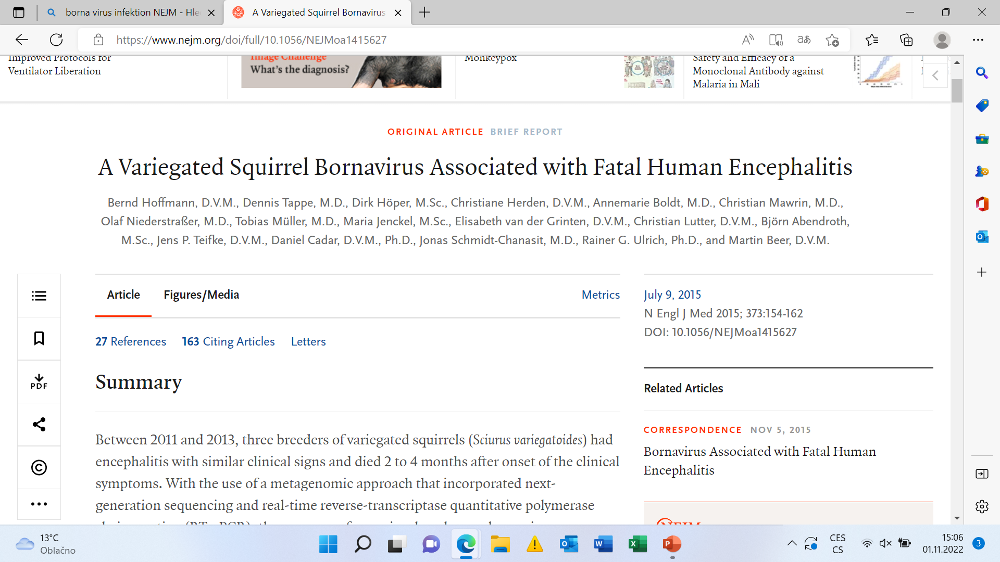 borna virus infektion NEJM - Hle
A Variegated Squirrel Bornavirus
https://www.nejm.org/doi/full/10.1056/NEJMoa1415627
Improved Protocols for
Ventilator Liberation
Image Challenge
What's the diagnosis?
Monkeypox
Safety and Efficacy of a
Monoclonal Antibody against
Malaria in Mali
ORIGINAL ARTICLE BRIEF REPORT
A Variegated Squirrel Bornavirus Associated with Fatal Human Encephalitis
Bernd Hoffmann, D.V.M., Dennis Tappe, M.D., Dirk Höper, M.Sc., Christiane Herden, D.V.M., Annemarie Boldt, M.D., Christian Mawrin, M.D.,
Olaf Niederstraßer, M.D., Tobias Müller, M.D., Maria Jenckel, M.Sc., Elisabeth van der Grinten, D.V.M., Christian Lutter, D.V.M., Björn Abendroth,
M.Sc., Jens P. Teifke, D.V.M., Daniel Cadar, D.V.M., Ph.D., Jonas Schmidt-Chanasit, M.D., Rainer G. Ulrich, Ph.D., and Martin Beer, D.V.M.
Article Figures/Media Metrics
27 References 163 Citing Articles Letters
Summary
Between 2011 and 2013, three breeders of variegated squirrels (Sciurus variegatoides) had
encephalitis with similar clinical signs and died 2 to 4 months after onset of the clinical
symptoms. With the use of a metagenomic approach that incorporated next-
generation sequencing and real-time reverse-transcriptase quantitative polymerase
July 9, 2015
N Engl J Med 2015; 373:154-162
DOI: 10.1056/NEJMoa1415627
Related Articles
CORRESPONDENCE NOV 5, 2015
Bornavirus Associated with Fatal Human
Encephalitis
NEJM
PDF
13°C
Oblačno
CES
CS
15:06
01.11.2022
3